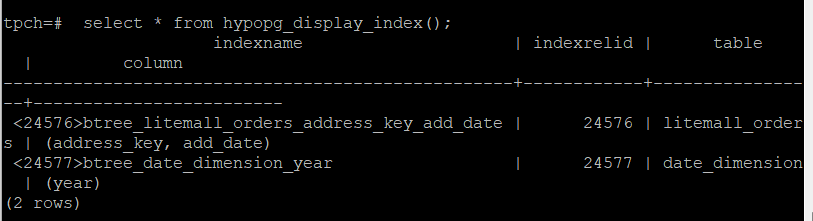 tpch=#  select * from hypopg_display_index();
                     indexname                     | indexrelid |      table
  |         column
---------------------------------------------------+------------+---------------
--+-------------------------
 <24576>btree_litemall_orders_address_key_add_date |      24576 | litemall_order
s | (address_key, add_date)
 <24577>btree_date_dimension_year                  |      24577 | date_dimension
  | (year)
(2 rows)